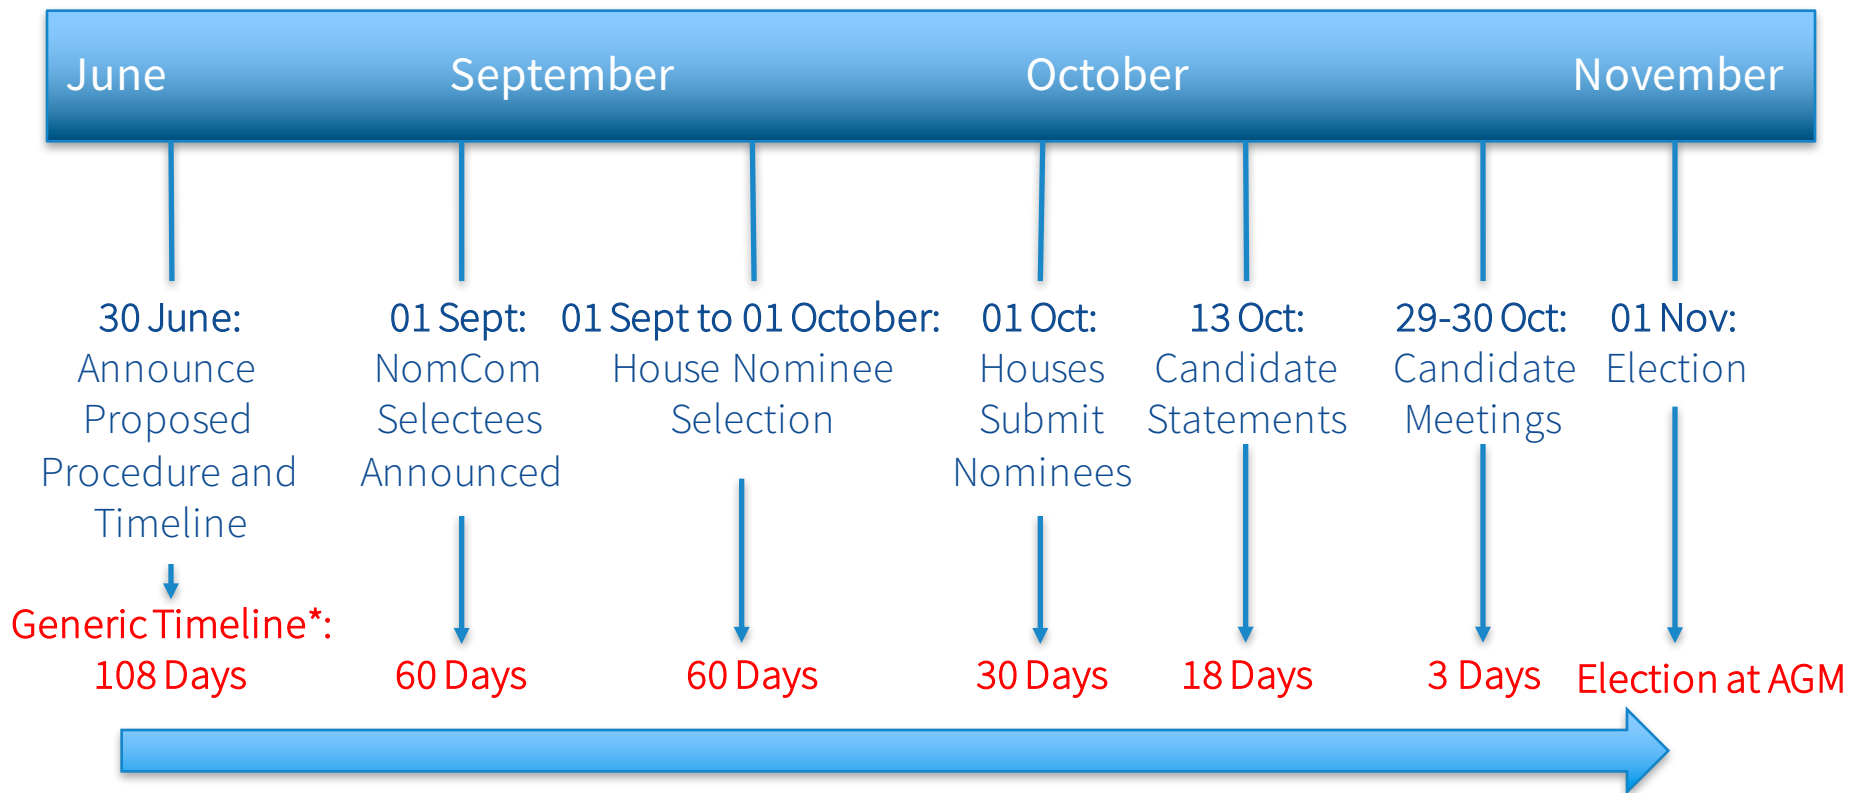 June
September
October
November
30 June:
Announce
Proposed
Procedure and
Timeline
01 Sept:
NomCom
Selectees
Announced
01 Sept to 01 October:
House Nominee
Selection
01 Oct:
Houses
Submit
Nominees
13 Oct:
Candidate
Statements
29-30 Oct:
Candidate
Meetings
01 Nov:
Election
Generic Timeline*:
108 Days
60 Days
60 Days
30 Days
18 Days
3 Days
Election at AGM